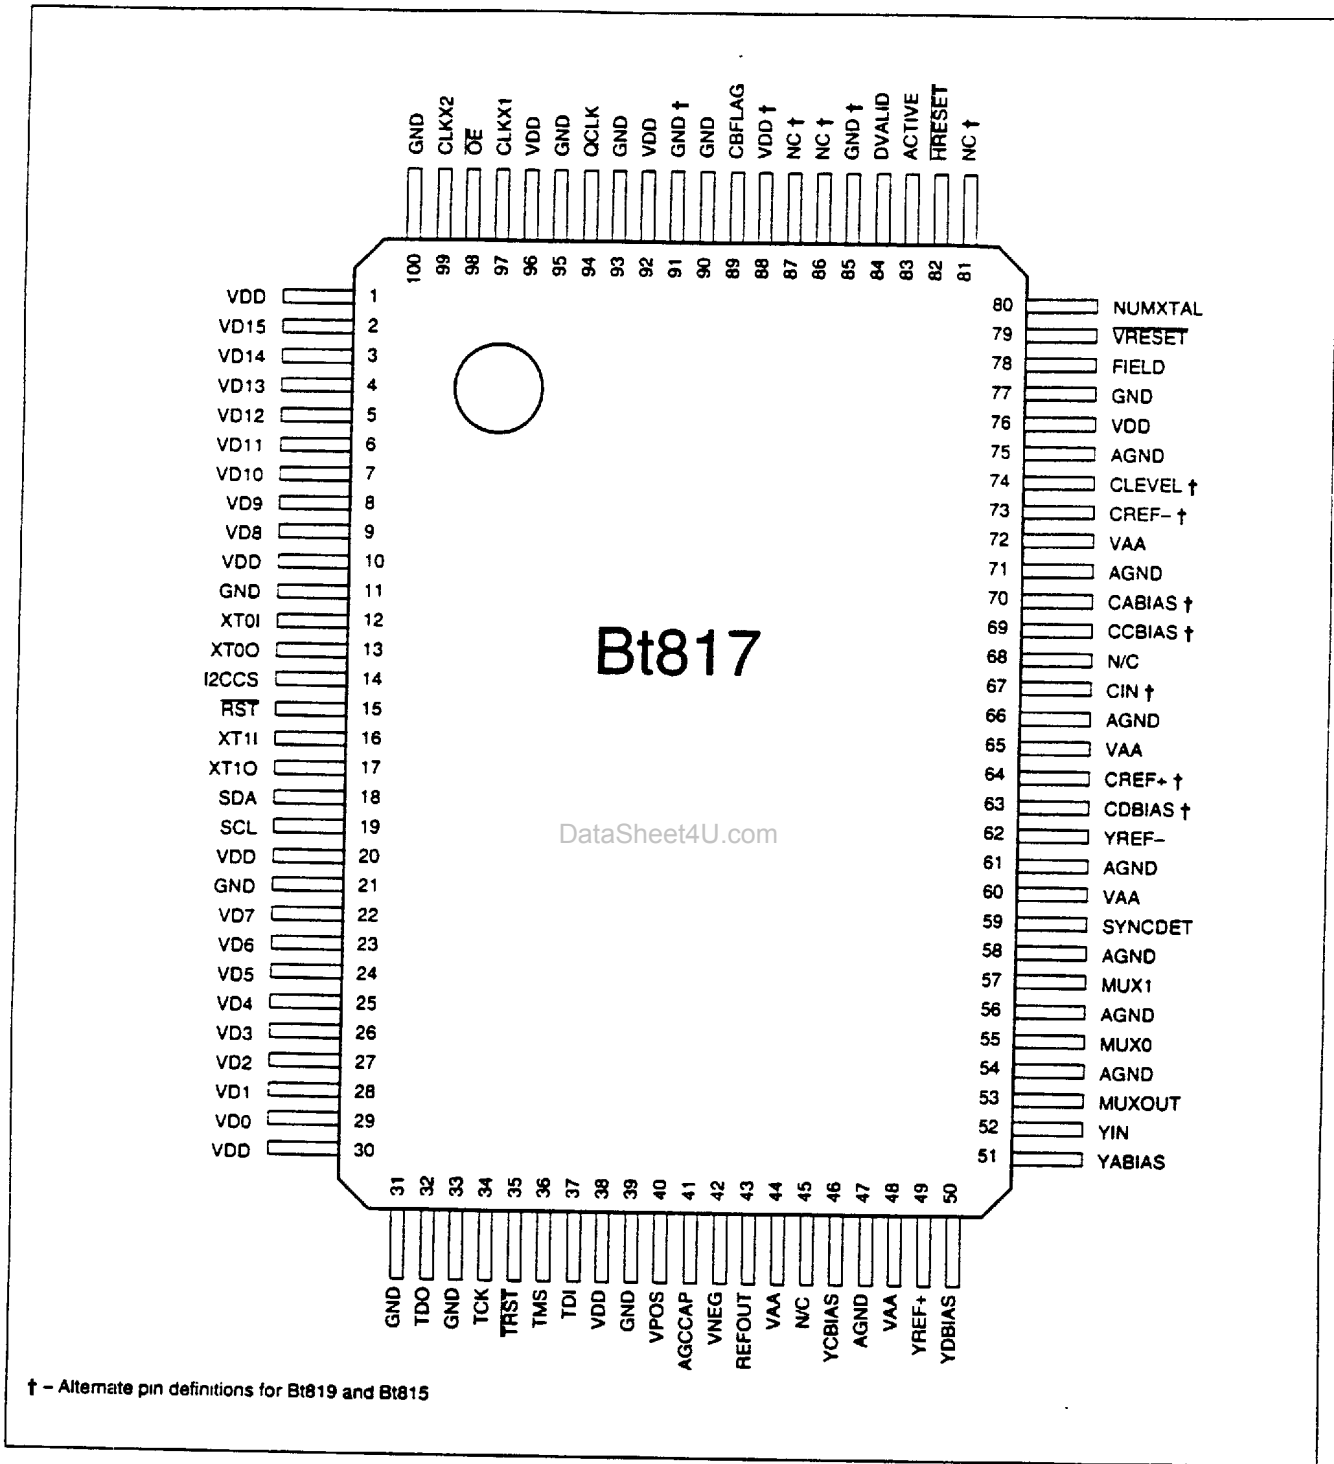 GND
CLKX2
OE
CLKX1
VDD
GND
QCLK
GND
VDD
GND †
GND
CBFLAG
VDD †
NC †
NC †
GND †
DVALID
ACTIVE
HRESET
NC †
100 99 98 97 96 95 94 93 92 91 90 89 88 87 86 85 84 83 82 81
VDD 1
VD15 2
VD14 3
VD13 4
VD12 5
VD11 6
VD10 7
VD9 8
VD8 9
VDD 10
GND 11
XT0I 12
XT0O 13
I2CCS 14
RST 15
XT1I 16
XT1O 17
SDA 18
SCL 19
VDD 20
GND 21
VD7 22
VD6 23
VD5 24
VD4 25
VD3 26
VD2 27
VD1 28
VD0 29
VDD 30
Bt817
DataSheet4U.com
80 NUMXTAL
79 VRESET
78 FIELD
77 GND
76 VDD
75 AGND
74 CLEVEL †
73 CREF– †
72 VAA
71 AGND
70 CABIAS †
69 CCBIAS †
68 N/C
67 CIN †
66 AGND
65 VAA
64 CREF+ †
63 CDBIAS †
62 YREF–
61 AGND
60 VAA
59 SYNCDET
58 AGND
57 MUX1
56 AGND
55 MUX0
54 AGND
53 MUXOUT
52 YIN
51 YABIAS
31 32 33 34 35 36 37 38 39 40 41 42 43 44 45 46 47 48 49 50
GND
TDO
GND
TCK
TRST
TMS
TDI
VDD
GND
VPOS
AGCCAP
VNEG
REFOUT
VAA
N/C
YCBIAS
AGND
VAA
YREF+
YDBIAS
† – Alternate pin definitions for Bt819 and Bt815